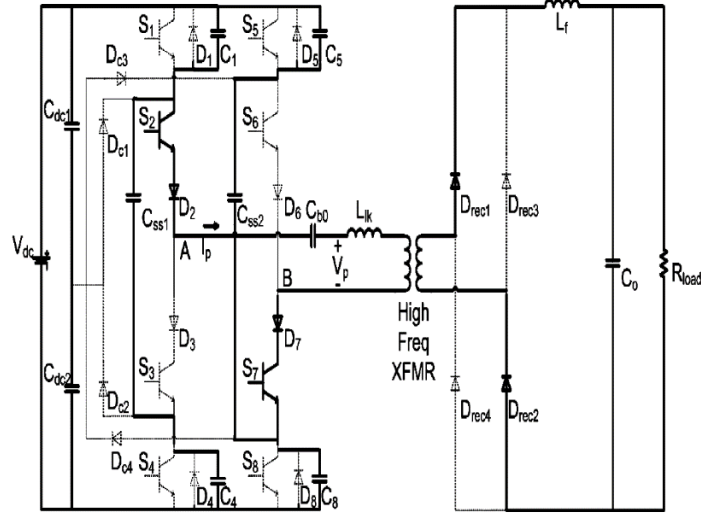 S1 D1 C1 S5 D5 C5 Lf
Dc3
Cdc1 S2 S6
Dc1
Css1 D2 Css2 D6 Cb0 Llk Drec1 Drec3
Vdc + A Ip + Vp - Co Rload
B
High
Freq
XFMR
D3 D7
Cdc2 Dc2 S3 S7 Drec4 Drec2
Dc4 S4 D4 C4 S8 D8 C8